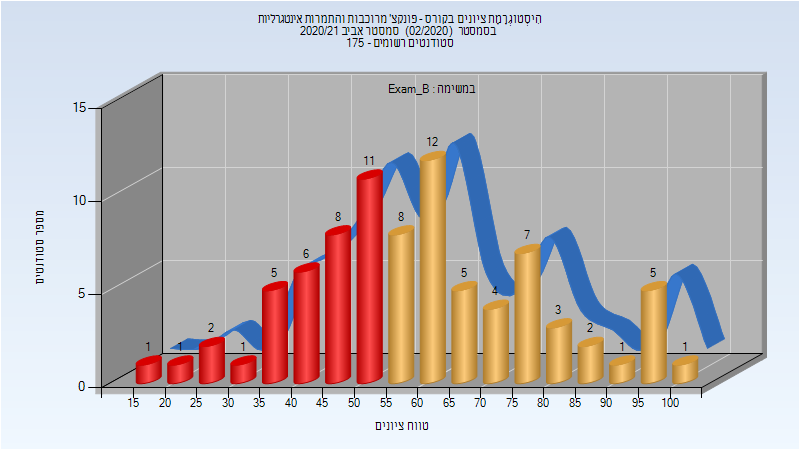 הִיסְטוֹגְרָמַת ציונים בקורס - פונקצ' מרוכבות והתמרות אינטגרליות
בסמסטר (02/2020) סמסטר אביב 2020/21
סטודנטים רשומים - 175
במשימה : Exam_B
מספר סטודנטים
15
10
5
0
1 1 2 1 5 6 8 11 8 12 5 4 7 3 2 1 5 1
15 20 25 30 35 40 45 50 55 60 65 70 75 80 85 90 95 100
טווח ציונים